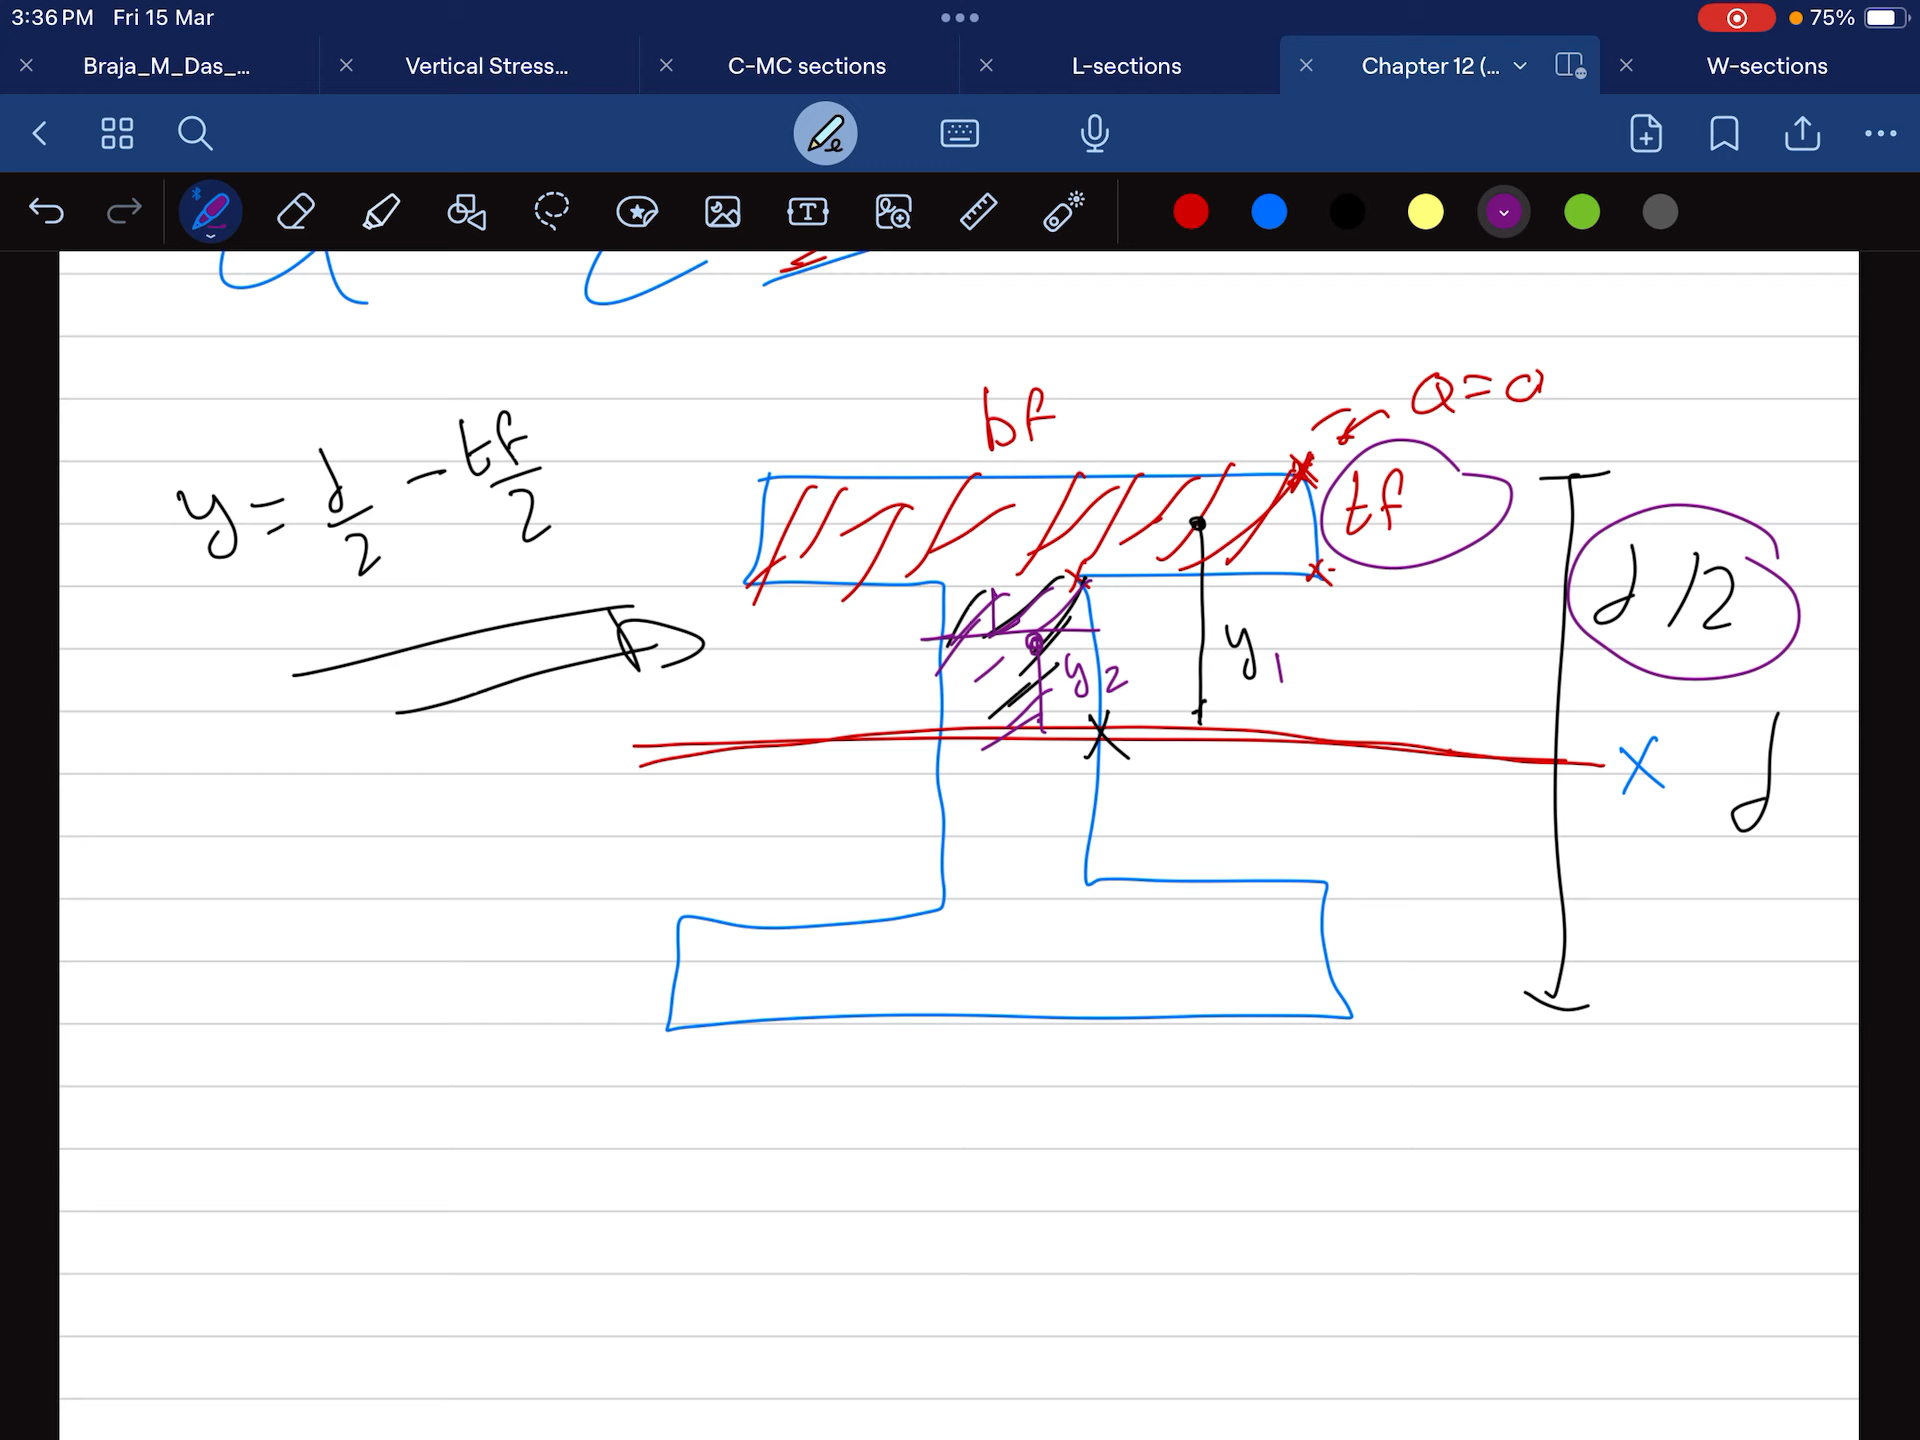 3:36 PM Fri 15 Mar
75%
Braja_M_Das_...
Vertical Stress...
C-MC sections
L-sections
Chapter 12 (...
W-sections
Q = 0
bf
tf
y = d/2 - tf/2
d/2
y1
y2
x
d